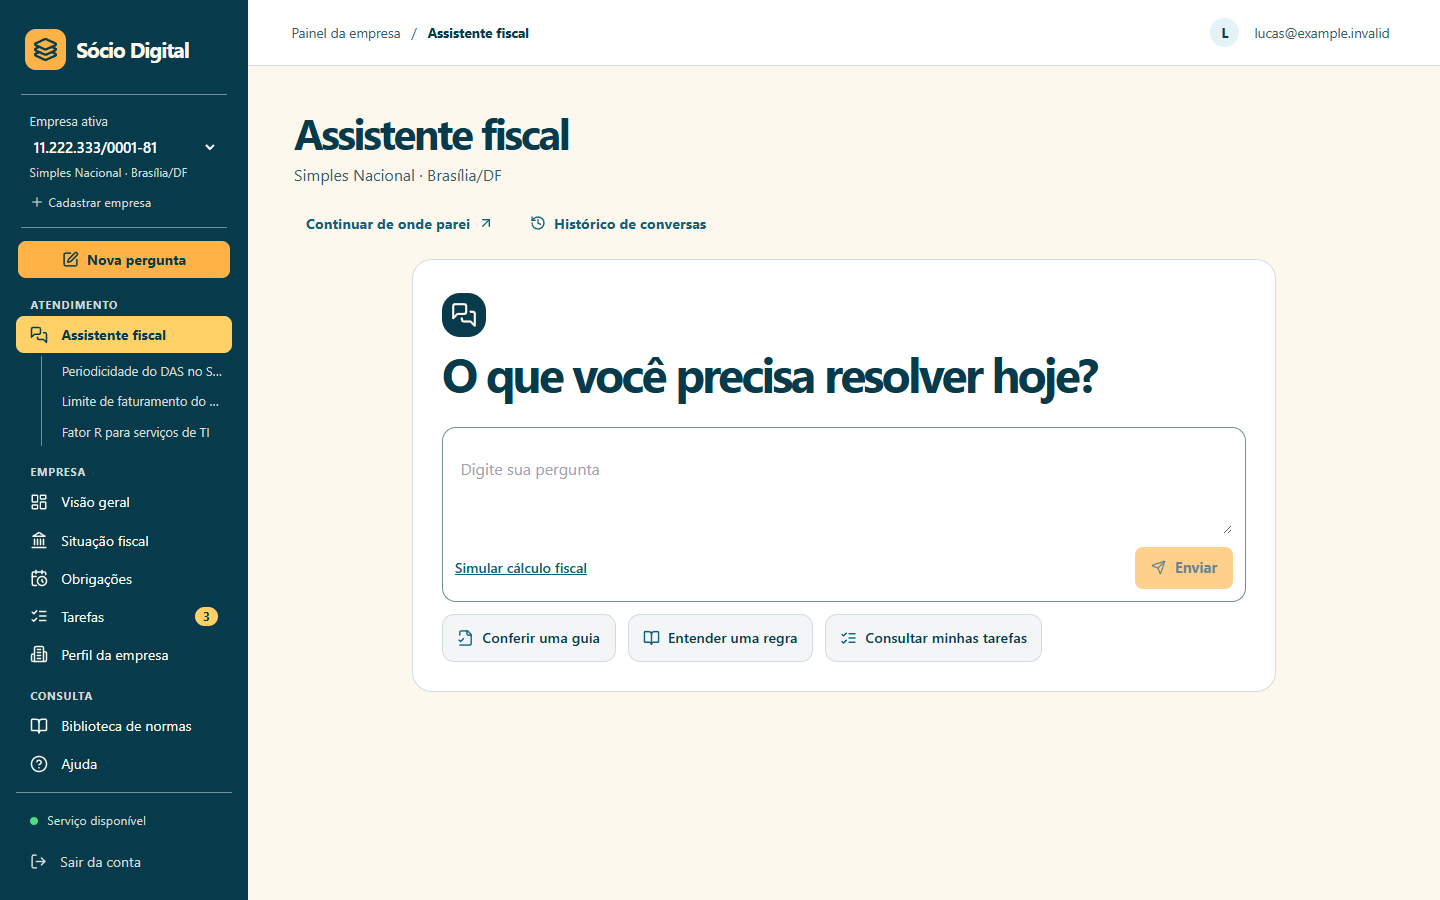 Sócio Digital
Empresa ativa
11.222.333/0001-81
Simples Nacional · Brasília/DF
Cadastrar empresa
Nova pergunta
ATENDIMENTO
Assistente fiscal
Periodicidade do DAS no S...
Limite de faturamento do ...
Fator R para serviços de TI
EMPRESA
Visão geral
Situação fiscal
Obrigações
Tarefas 3
Perfil da empresa
CONSULTA
Biblioteca de normas
Ajuda
Serviço disponível
Sair da conta
Painel da empresa / Assistente fiscal
L lucas@example.invalid
Assistente fiscal
Simples Nacional · Brasília/DF
Continuar de onde parei Histórico de conversas
O que você precisa resolver hoje?
Digite sua pergunta
Simular cálculo fiscal Enviar
Conferir uma guia Entender uma regra Consultar minhas tarefas